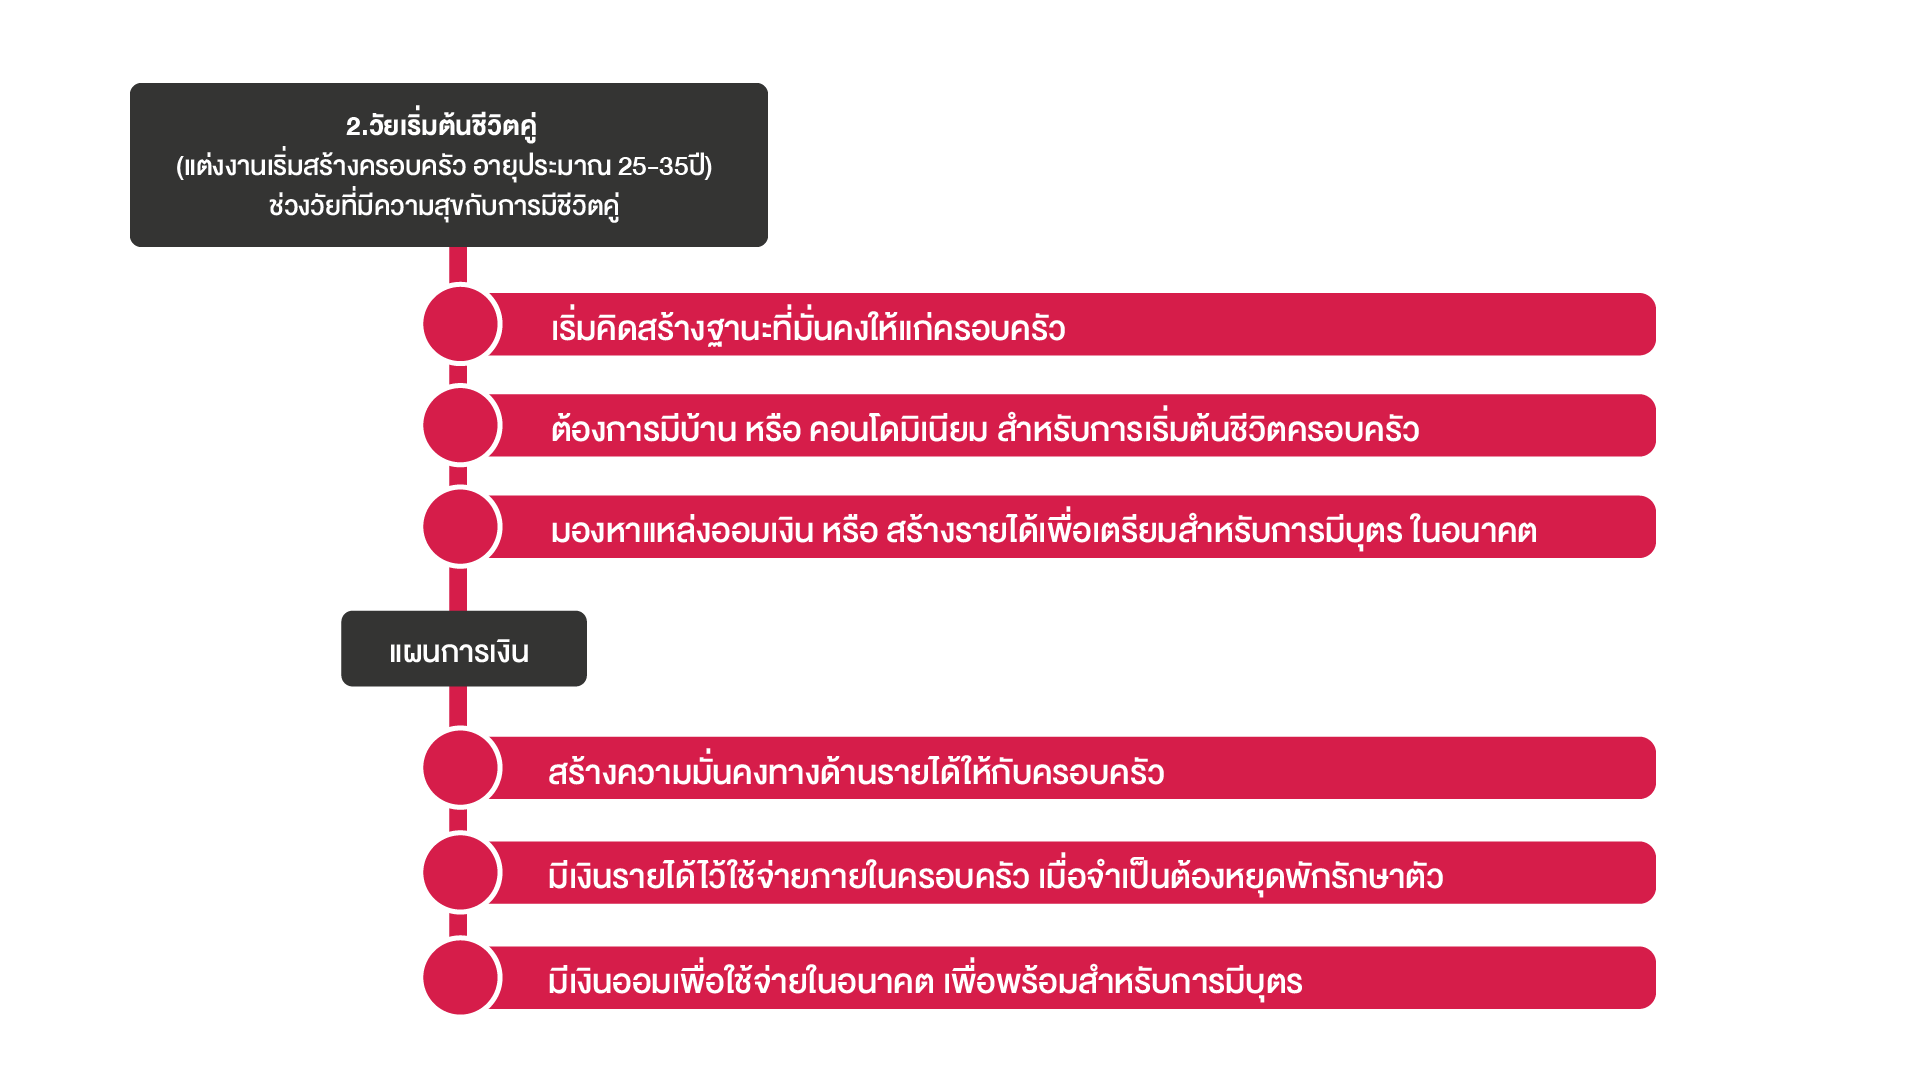 2.วัยเริ่มต้นชีวิตคู่
(แต่งงานเริ่มสร้างครอบครัว อายุประมาณ 25-35ปี)
ช่วงวัยที่มีความสุขกับการมีชีวิตคู่
เริ่มคิดสร้างฐานะที่มั่นคงให้แก่ครอบครัว
ต้องการมีบ้าน หรือ คอนโดมิเนียม สำหรับการเริ่มต้นชีวิตครอบครัว
มองหาแหล่งออมเงิน หรือ สร้างรายได้เพื่อเตรียมสำหรับการมีบุตร ในอนาคต
แผนการเงิน
สร้างความมั่นคงทางด้านรายได้ให้กับครอบครัว
มีเงินรายได้ไว้ใช้จ่ายภายในครอบครัว เมื่อจำเป็นต้องหยุดพักรักษาตัว
มีเงินออมเพื่อใช้จ่ายในอนาคต เพื่อพร้อมสำหรับการมีบุตร